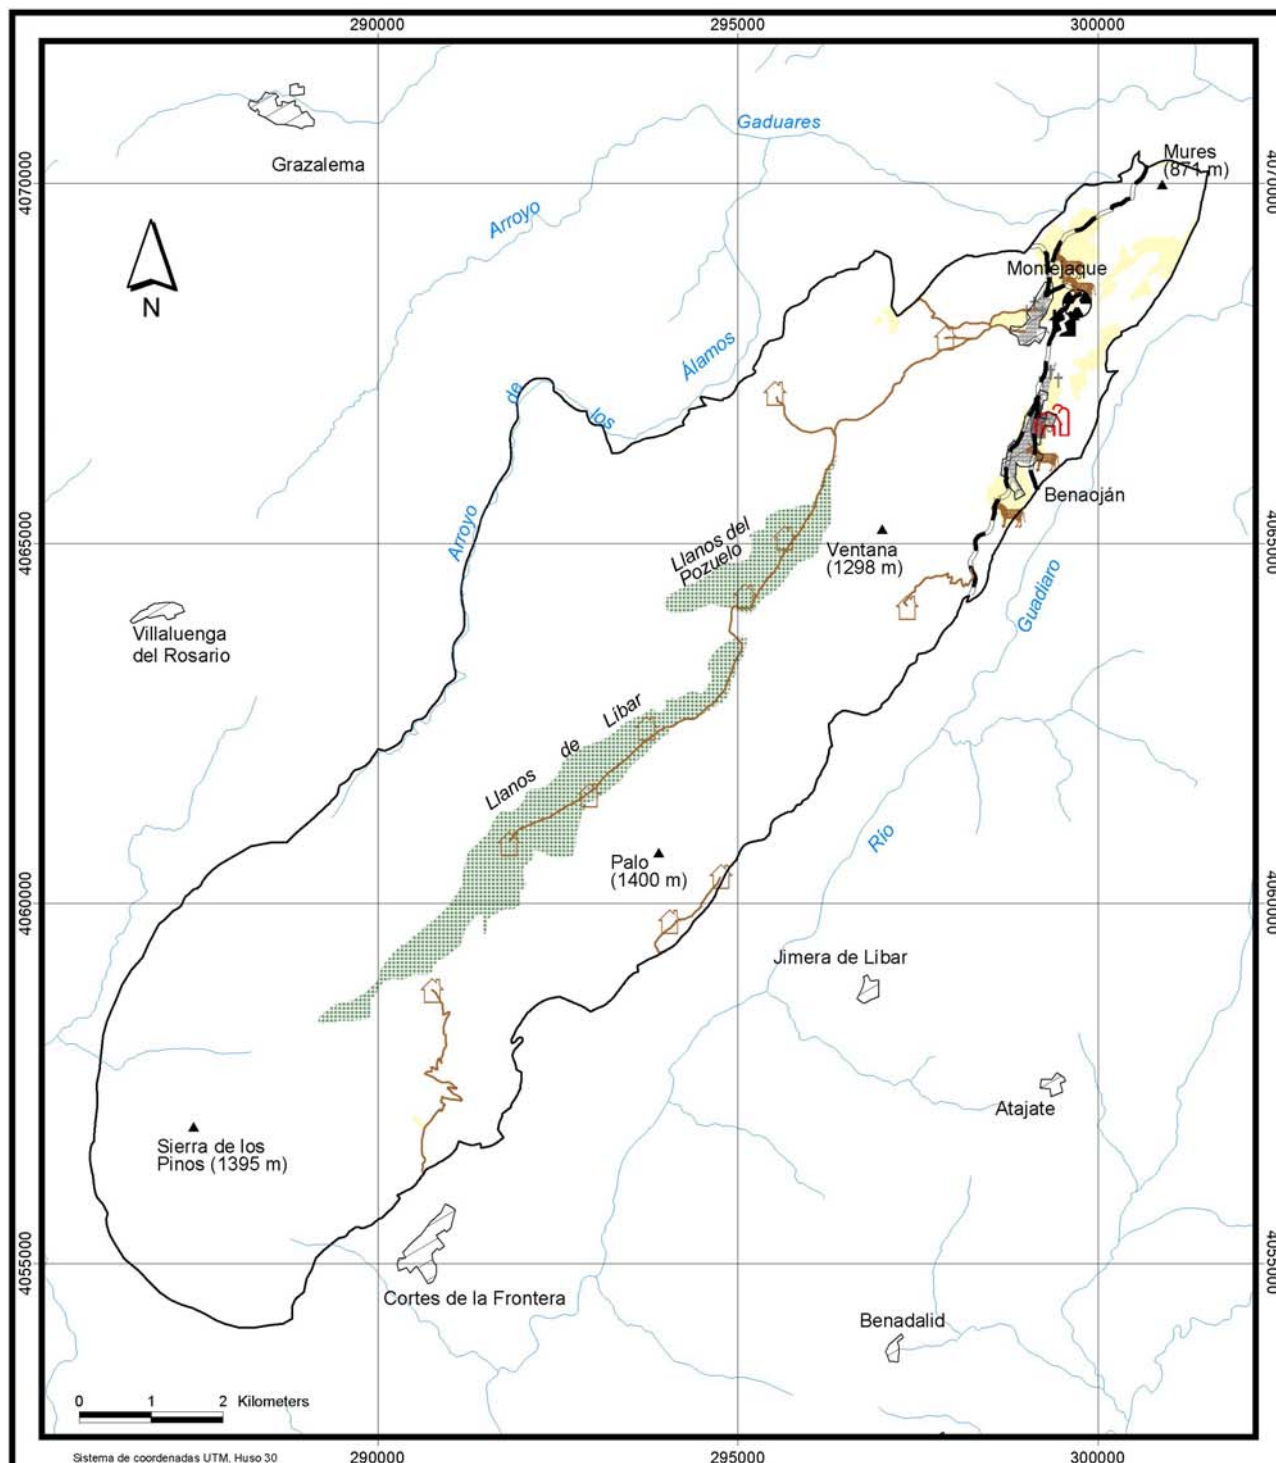 290000
295000
300000
Gaduares
Mures
(871 m)
Grazalema
4070000
4070000
Arroyo
Montejaque
N
Álamos
de
los
Benaoján
Arroyo
Llanos del
Pozuelo
Ventana
(1298 m)
4065000
4065000
Guadiaro
Villaluenga
del Rosario
Líbar
de
Llanos
Río
Palo
(1400 m)
4060000
4060000
Jimera de Líbar
Atajate
Sierra de los
Pinos (1395 m)
4055000
4055000
Cortes de la Frontera
Benadalid
0 1 2 Kilometers
290000
295000
300000
Sistema de coordenadas UTM. Huso 30